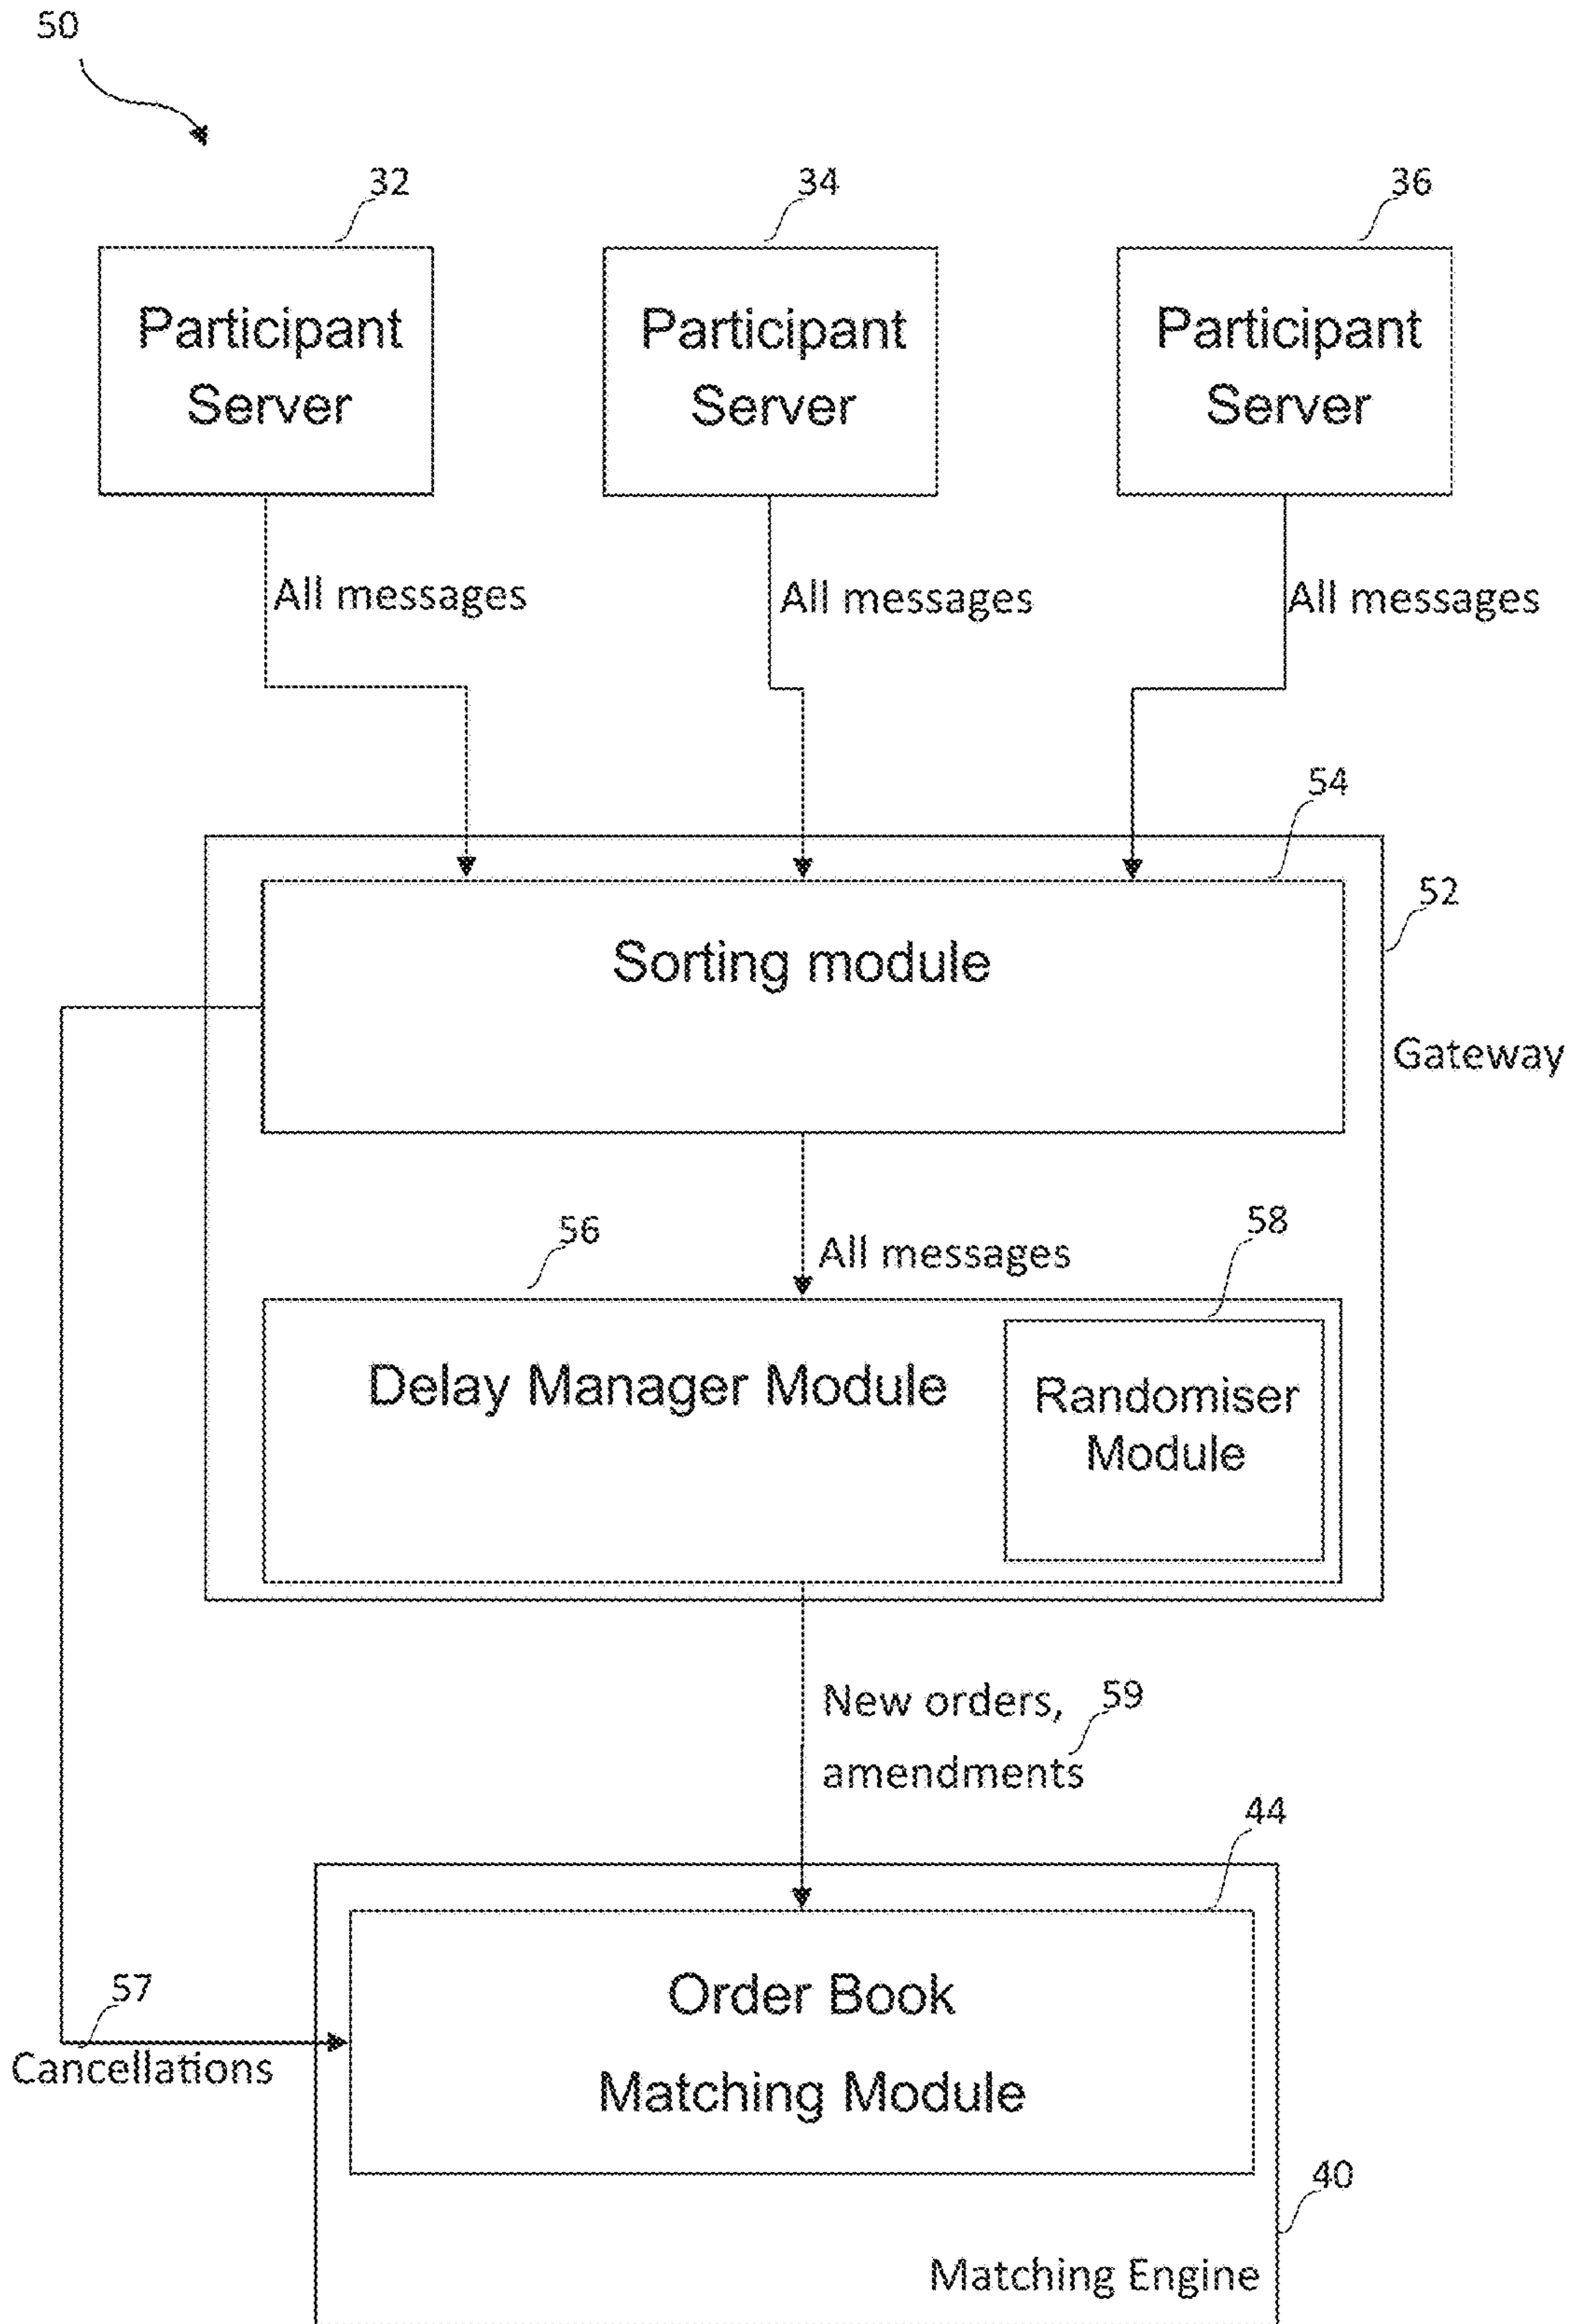 50
32
34
36
Participant
Server
Participant
Server
Participant
Server
All messages
All messages
All messages
54
52
Sorting module
Gateway
56
58
All messages
Delay Manager Module
Randomiser
Module
New orders,
59
amendments
44
57
Cancellations
Order Book
Matching Module
40
Matching Engine